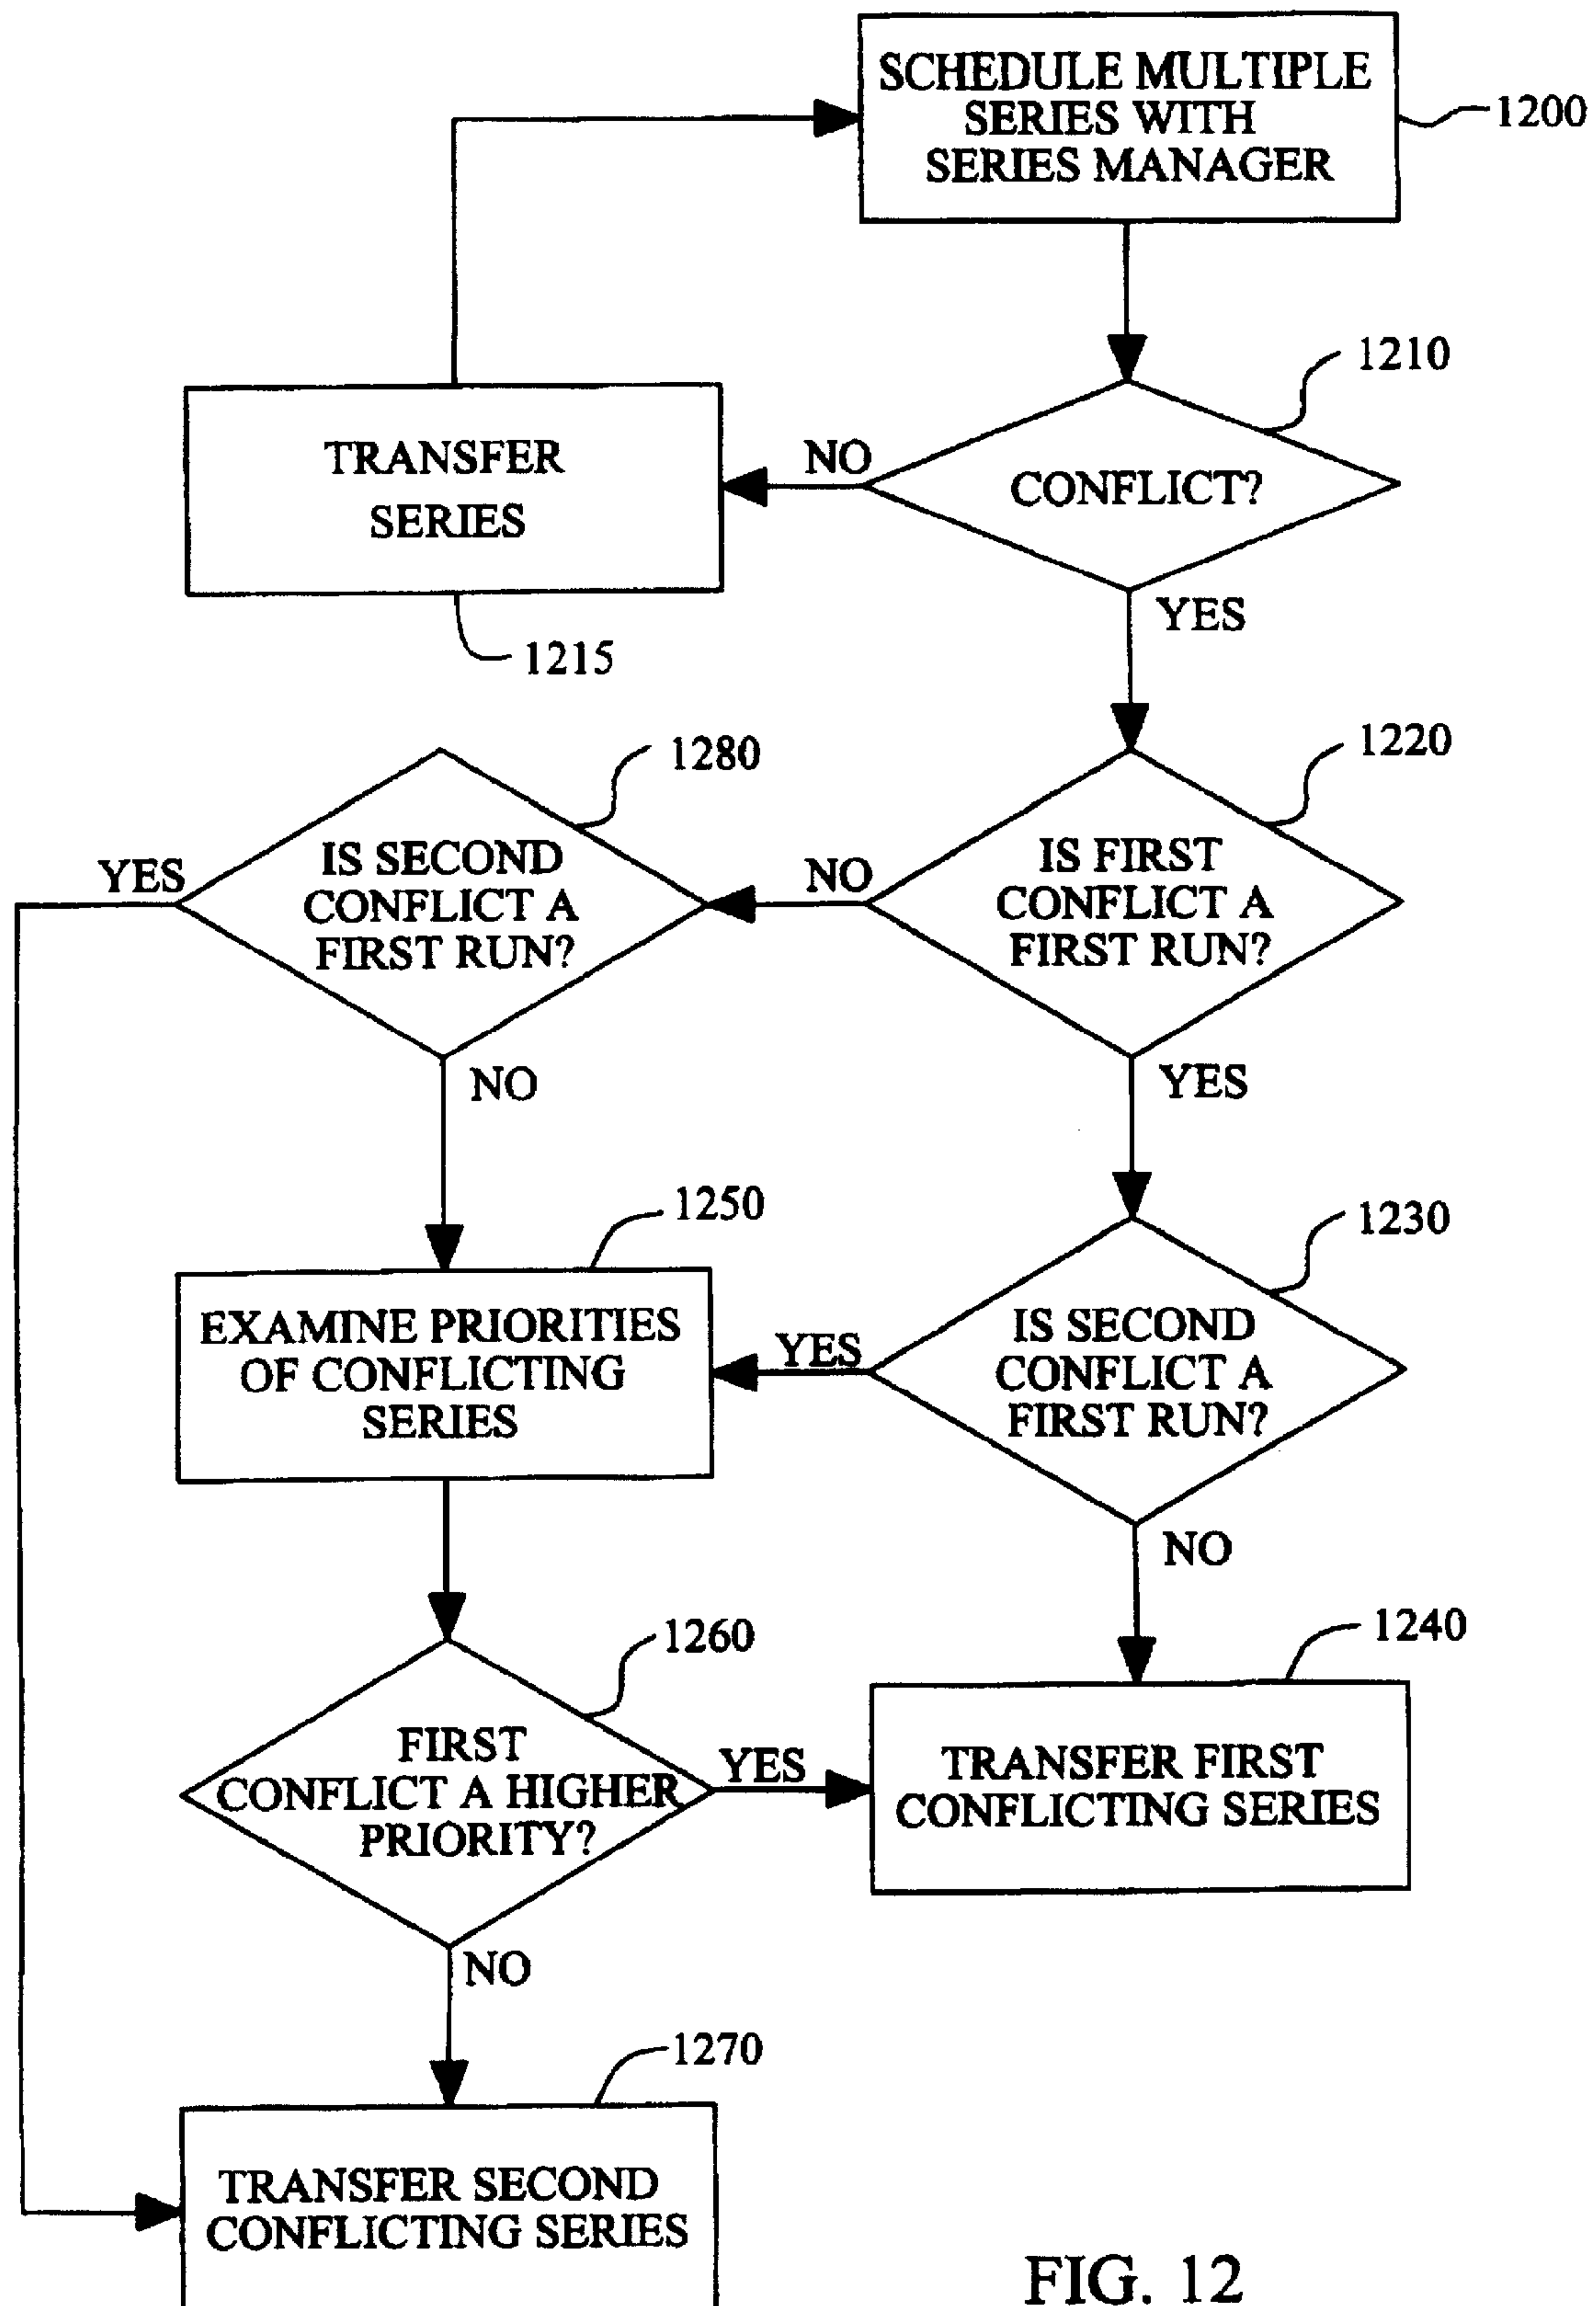 SCHEDULE MULTIPLE
SERIES WITH
SERIES MANAGER
1200
1210
TRANSFER
SERIES
NO
CONFLICT?
1215
YES
1280
1220
YES
IS SECOND
CONFLICT A
FIRST RUN?
NO
IS FIRST
CONFLICT A
FIRST RUN?
NO
YES
1250
1230
EXAMINE PRIORITIES
OF CONFLICTING
SERIES
YES
IS SECOND
CONFLICT A
FIRST RUN?
NO
1260
1240
FIRST
CONFLICT A HIGHER
PRIORITY?
YES
TRANSFER FIRST
CONFLICTING SERIES
NO
1270
TRANSFER SECOND
CONFLICTING SERIES
FIG. 12